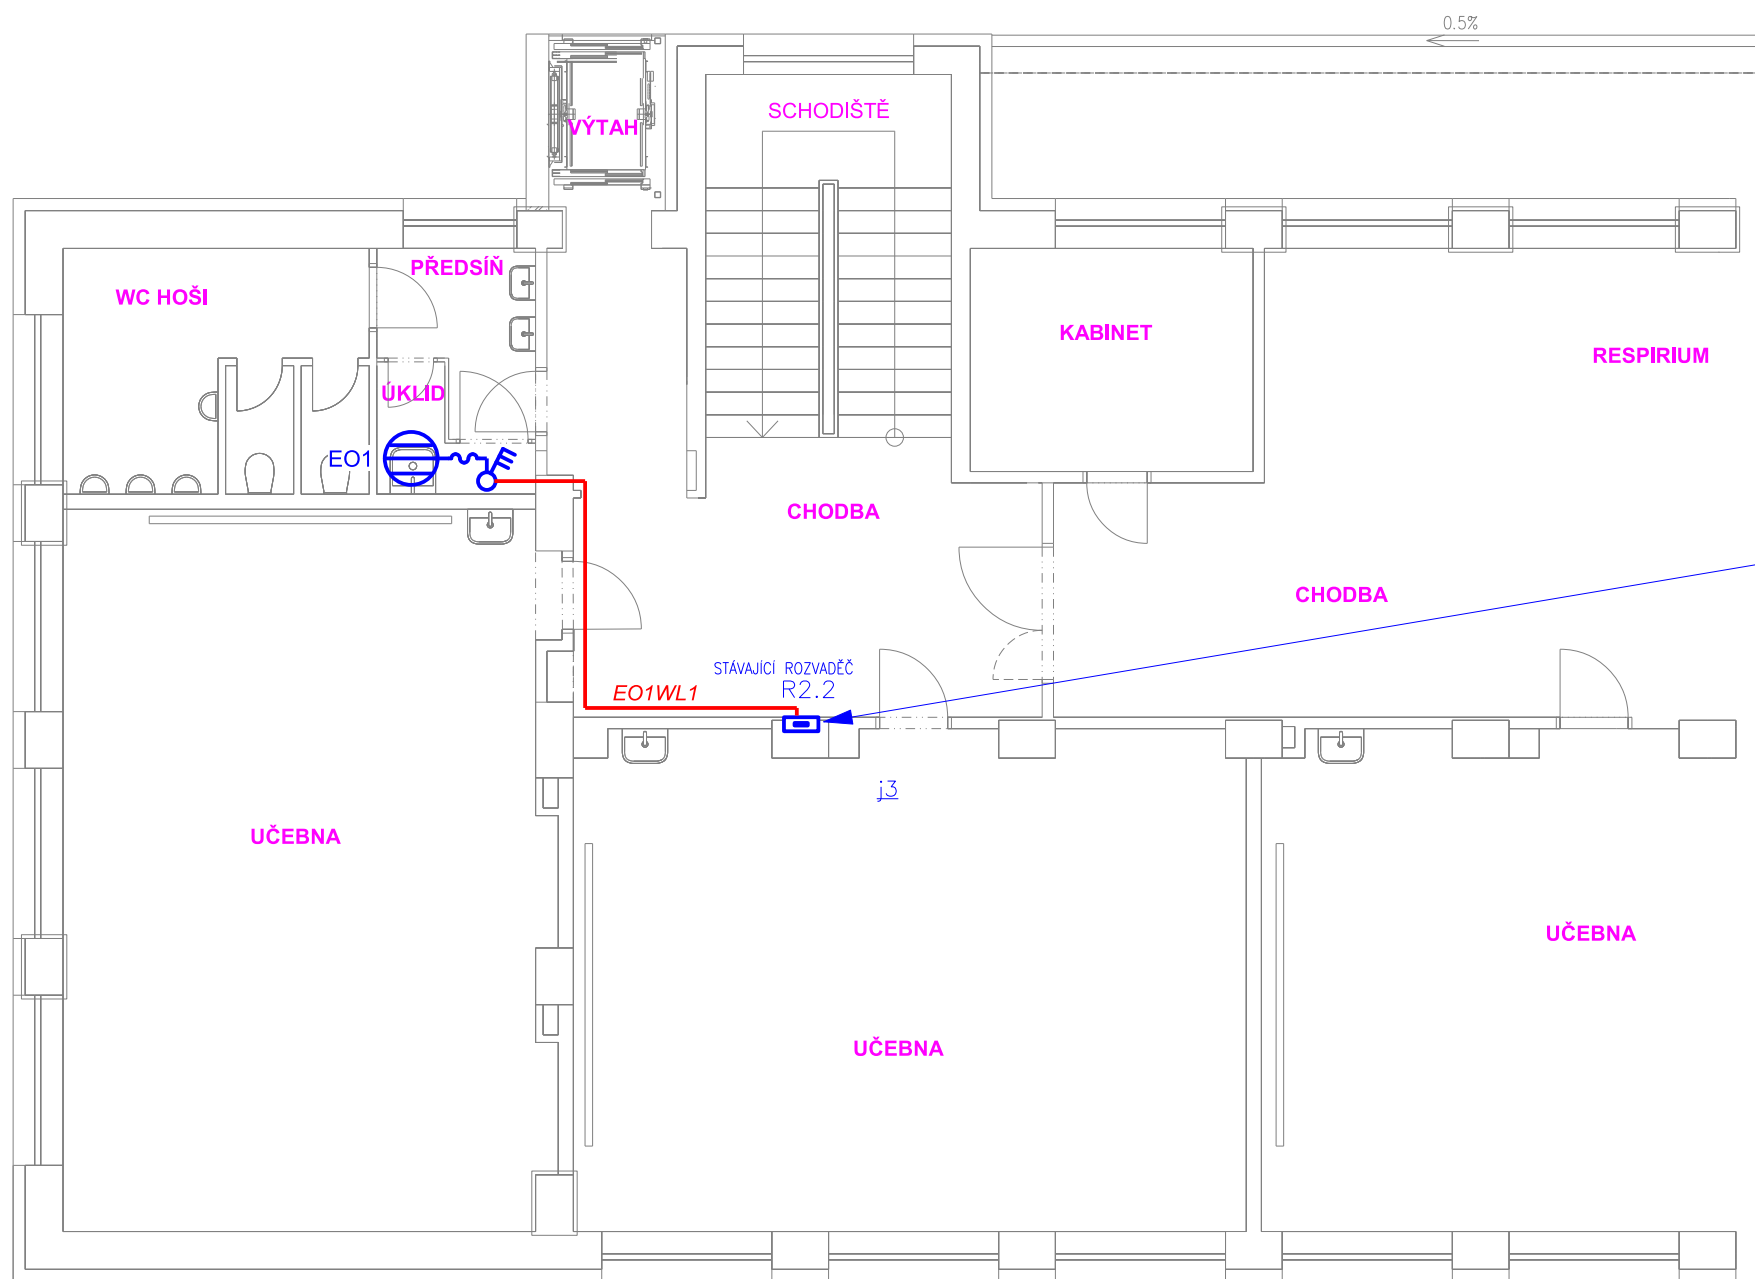 0.5%
SCHODIŠTĚ
VÝTAH
PŘEDSÍŇ
WC HOŠI
KABINET
RESPIRIUM
ÚKLID
EO1
CHODBA
CHODBA
STÁVAJÍCÍ ROZVADĚČ
R2.2
EO1WL1
j3
UČEBNA
UČEBNA
UČEBNA